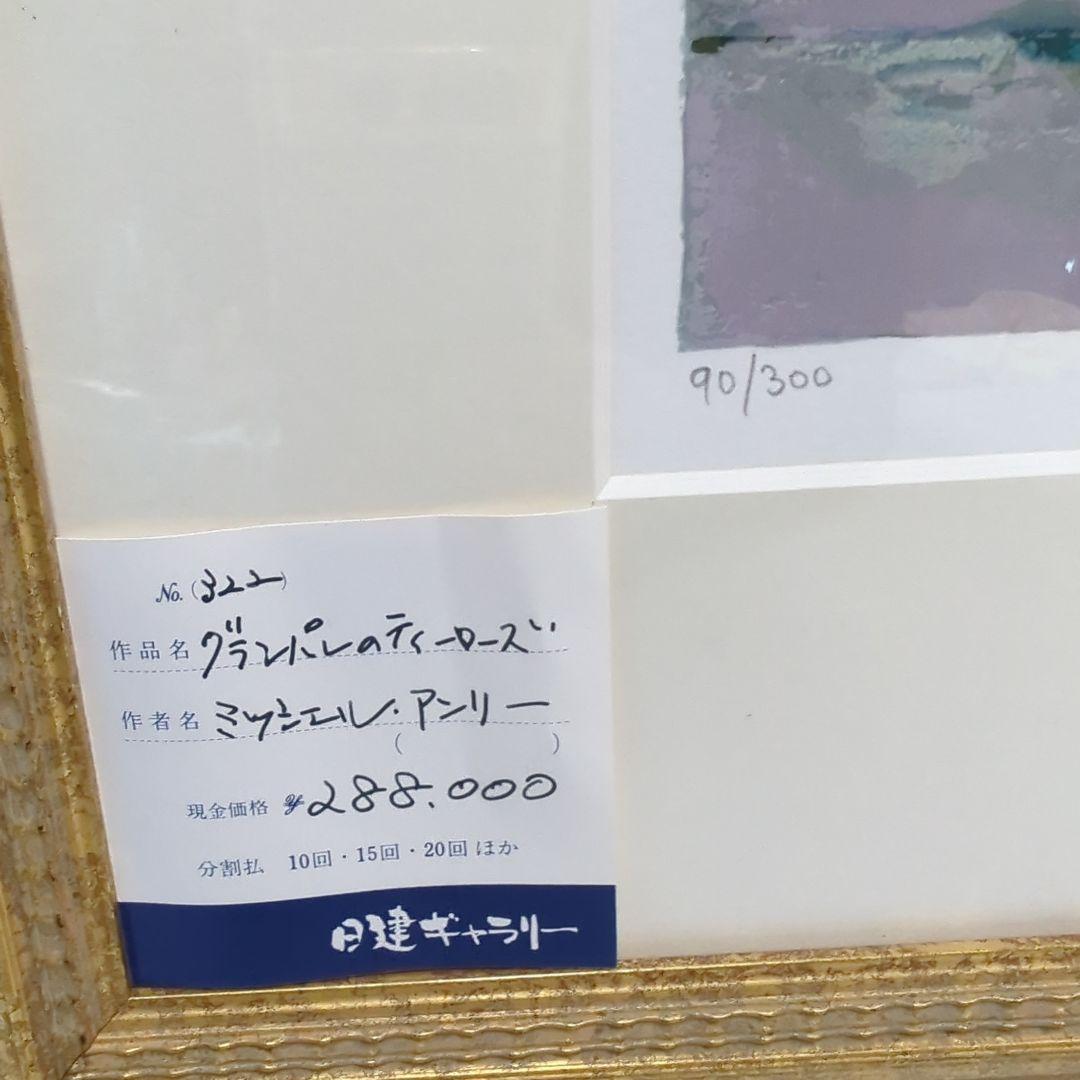 90/300
No. (322)
作品名 グランパレのティーローズ
作者名 ミッシェル・アンリー
( )
現金価格 ¥288.000
分割払 10回・15回・20回 ほか
日建ギャラリー